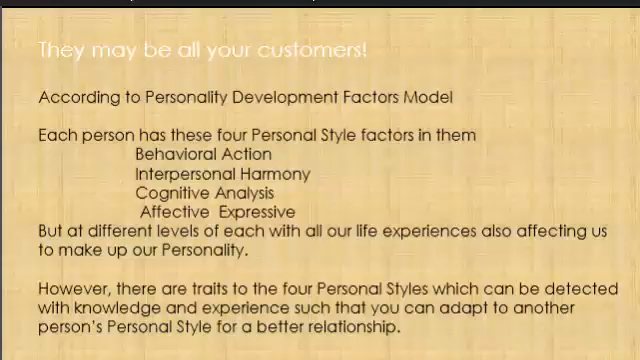 They may be all your customers!
According to Personality Development Factors Model
Each person has these four Personal Style factors in them
Behavioral Action
Interpersonal Harmony
Cognitive Analysis
Affective Expressive
But at different levels of each with all our life experiences also affecting us
to make up our Personality.
However, there are traits to the four Personal Styles which can be detected
with knowledge and experience such that you can adapt to another
person's Personal Style for a better relationship.